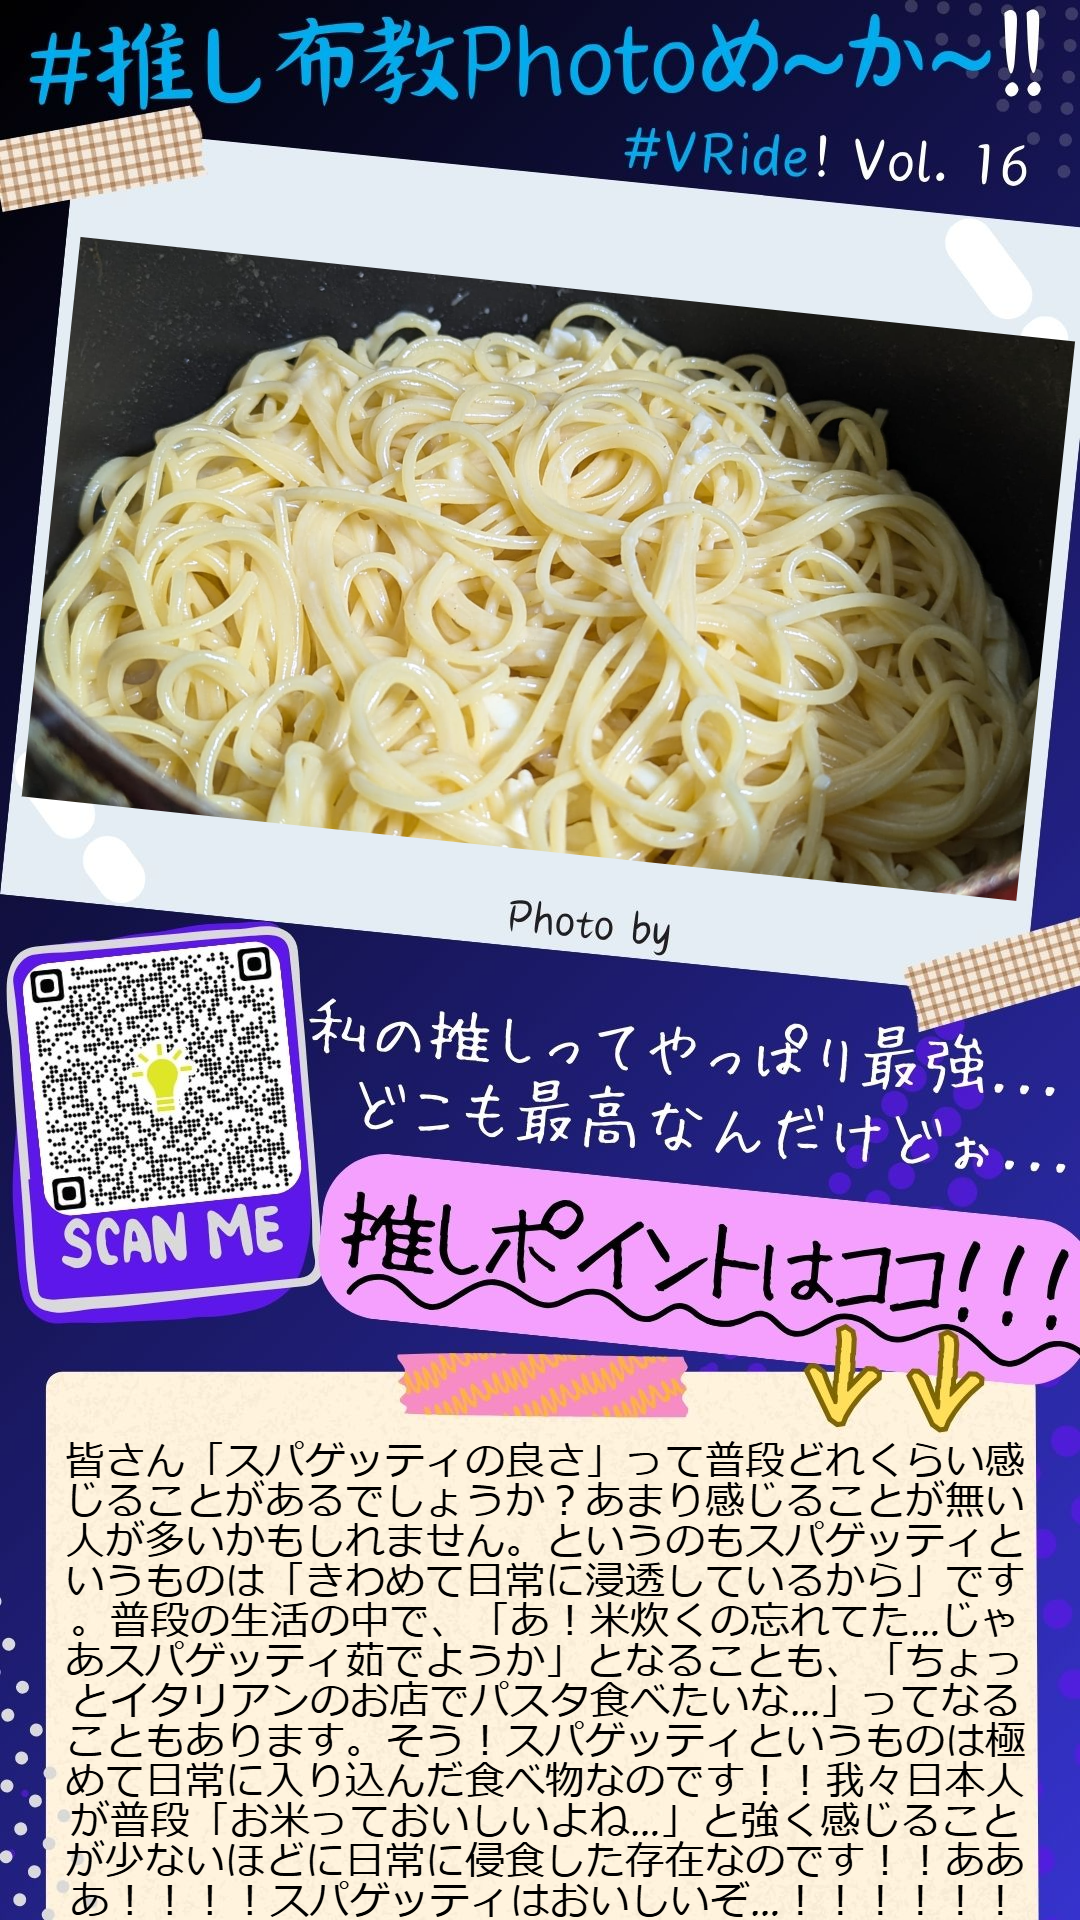 #推し布教Photoめ~か~!!
#VRide! Vol. 16
Photo by
私の推しってやっぱり最強...
どこも最高なんだけどぉ...
SCAN ME
推しポイントはココ!!!
皆さん「スパゲッティの良さ」って普段どれくらい感
じることがあるでしょうか？あまり感じることが無い
人が多いかもしれません。というのもスパゲッティと
いうものは「きわめて日常に浸透しているから」です
。普段の生活の中で、「あ！米炊くの忘れてた...じゃ
あスパゲッティ茹でようか」となることも、「ちょっ
とイタリアンのお店でパスタ食べたいな...」ってなる
こともあります。そう！スパゲッティというものは極
めて日常に入り込んだ食べ物なのです！！我々日本人
が普段「お米っておいしいよね...」と強く感じること
が少ないほどに日常に侵食した存在なのです！！ああ
あ！！！！スパゲッティはおいしいぞ...！！！！！！